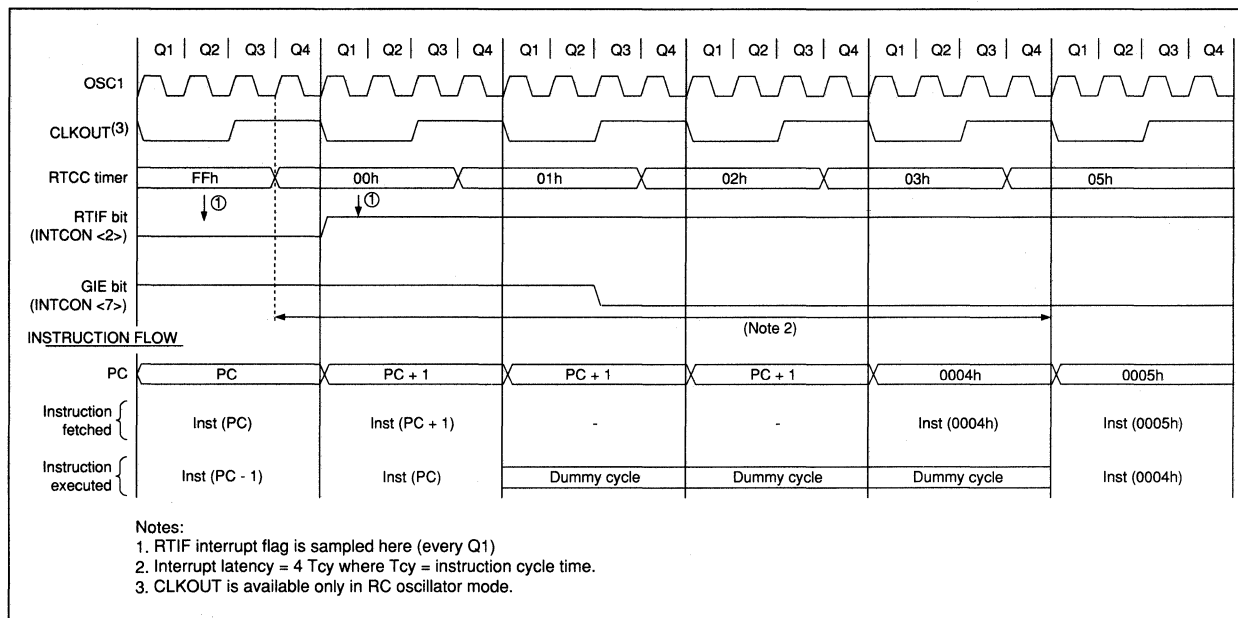 Q1 | Q2 | Q3 | Q4 | Q1 | Q2 | Q3 | Q4 | Q1 | Q2 | Q3 | Q4 | Q1 | Q2 | Q3 | Q4 | Q1 | Q2 | Q3 | Q4 | Q1 | Q2 | Q3 | Q4
OSC1
CLKOUT(3)
RTCC timer FFh 00h 01h 02h 03h 05h
① ①
RTIF bit
(INTCON <2>)
GIE bit
(INTCON <7>)
(Note 2)
INSTRUCTION FLOW
PC PC PC + 1 PC + 1 PC + 1 0004h 0005h
Instruction
fetched
Inst (PC) Inst (PC + 1) - - Inst (0004h) Inst (0005h)
Instruction
executed
Inst (PC - 1) Inst (PC) Dummy cycle Dummy cycle Dummy cycle Inst (0004h)
Notes:
1. RTIF interrupt flag is sampled here (every Q1)
2. Interrupt latency = 4 Tcy where Tcy = instruction cycle time.
3. CLKOUT is available only in RC oscillator mode.